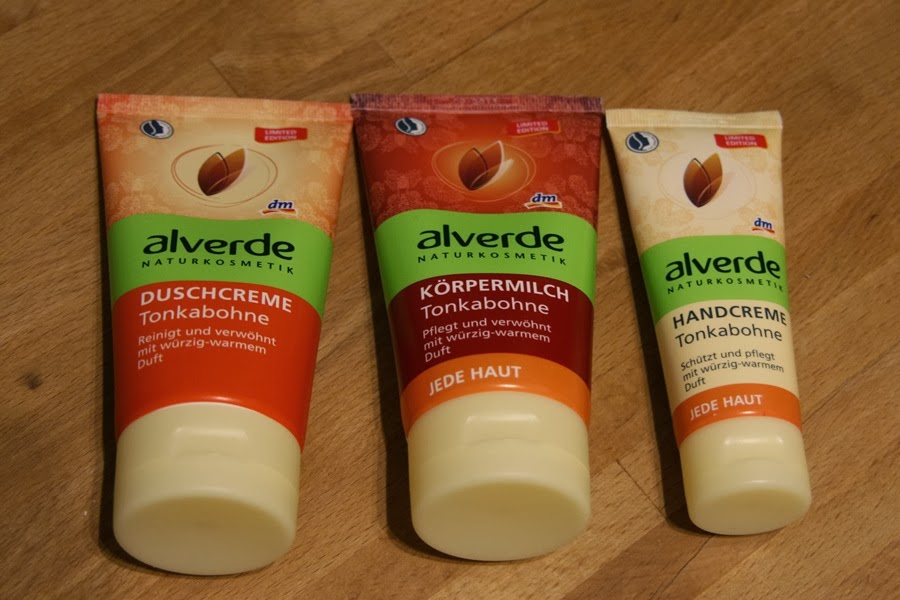 LIMITED
EDITION
dm
alverde
NATURKOSMETIK
DUSCHCREME
Tonkabohne
Reinigt und verwöhnt
mit würzig-warmem
Duft
LIMITED
EDITION
dm
alverde
NATURKOSMETIK
KÖRPERMILCH
Tonkabohne
Pflegt und verwöhnt
mit würzig-warmem
Duft
JEDE HAUT
LIMITED
EDITION
dm
alverde
NATURKOSMETIK
HANDCREME
Tonkabohne
Schützt und pflegt
mit würzig-warmem
Duft
JEDE HAUT